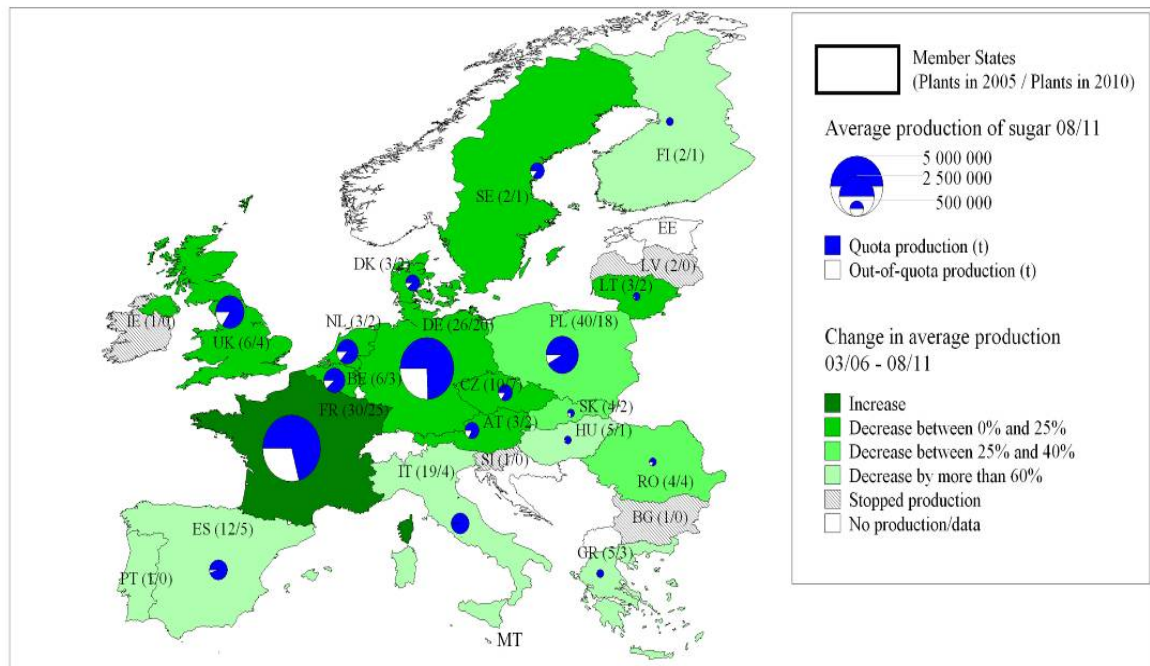 FI (2/1)
SE (2/1)
EE
LV (2/0)
DK (3/2)
LT (3/2)
IE (1/0)
UK (6/4)
NL (3/2)
DE (26/20)
PL (40/18)
BE (6/3)
CZ (10/7)
FR (30/25)
SK (4/2)
AT (3/2)
HU (5/1)
IT (19/4)
SI (1/0)
RO (4/4)
BG (1/0)
ES (12/5)
GR (5/3)
PT (1/0)
MT
Member States
(Plants in 2005 / Plants in 2010)
Average production of sugar 08/11
5 000 000
2 500 000
500 000
Quota production (t)
Out-of-quota production (t)
Change in average production
03/06 - 08/11
Increase
Decrease between 0% and 25%
Decrease between 25% and 40%
Decrease by more than 60%
Stopped production
No production/data